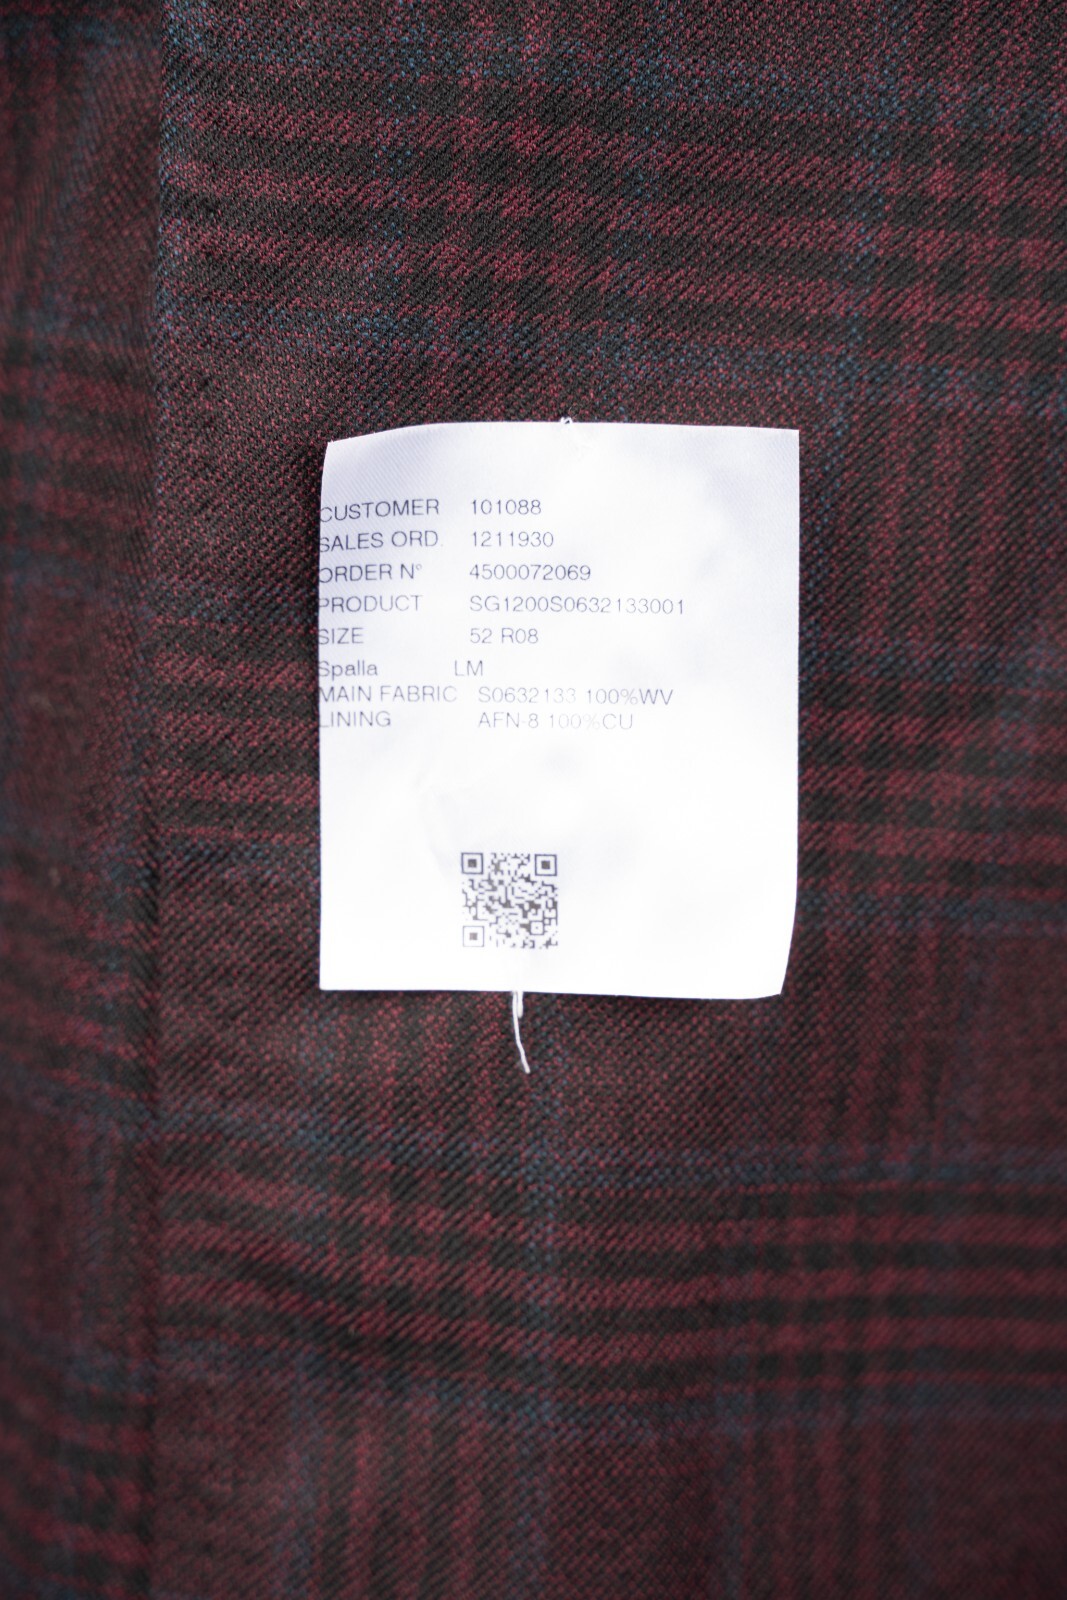 CUSTOMER 101088
SALES ORD. 1211930
ORDER N° 4500072069
PRODUCT SG1200S0632133001
SIZE 52 R08
Spalla LM
MAIN FABRIC S0632133 100%WV
LINING AFN-8 100%CU